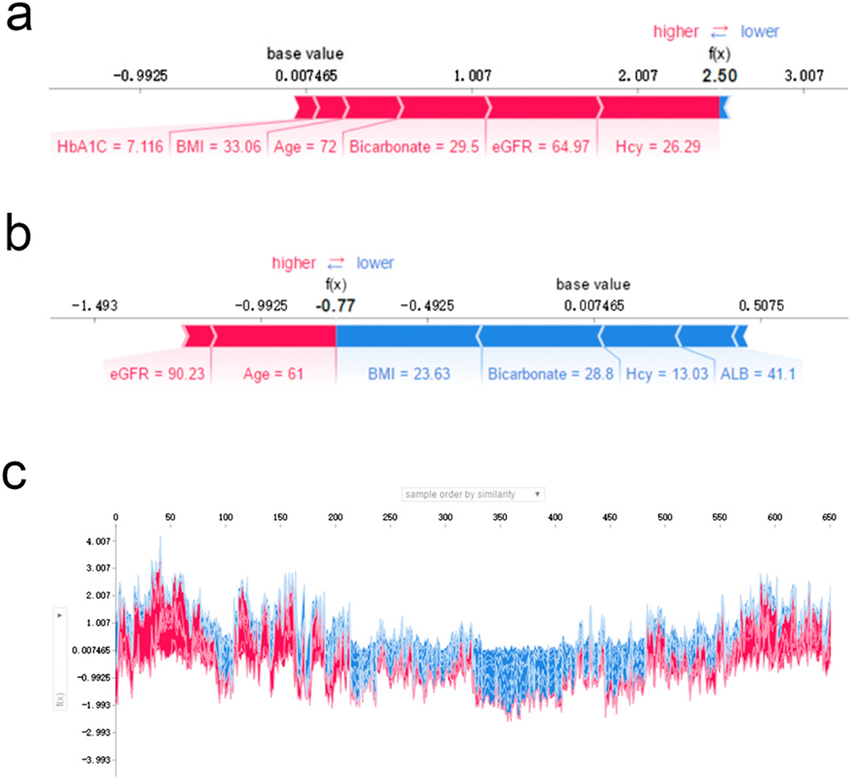 a
higher ⇄ lower
base value f(x)
-0.9925 0.007465 1.007 2.007 2.50 3.007
HbA1C = 7.116 BMI = 33.06 Age = 72 Bicarbonate = 29.5 eGFR = 64.97 Hcy = 26.29
b
higher ⇄ lower
f(x) base value
-1.493 -0.9925 -0.77 -0.4925 0.007465 0.5075
eGFR = 90.23 Age = 61 BMI = 23.63 Bicarbonate = 28.8 Hcy = 13.03 ALB = 41.1
c
sample order by similarity ▼
0 50 100 150 200 250 300 350 400 450 500 550 600 650
4.007
3.007
2.007
1.007
0.007465
-0.9925
-1.993
-2.993
-3.993
f(x)